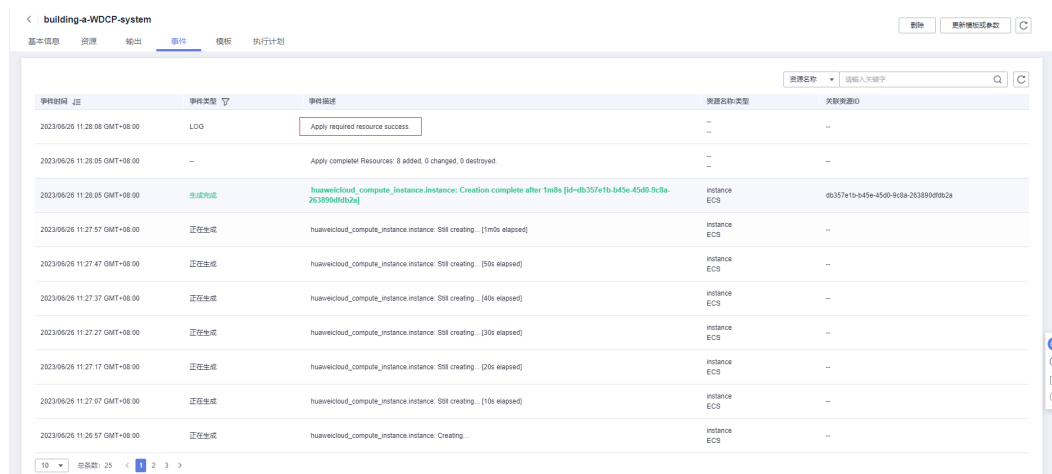 building-a-WDCP-system
删除 更新模板或参数
基本信息 资源 输出 事件 模板 执行计划
资源名称 请输入关键字
事件时间 事件类型 事件描述 资源名称/类型 关联资源ID
2023/06/26 11:28:08 GMT+08:00 LOG Apply required resource success. -- --
--
2023/06/26 11:28:05 GMT+08:00 -- Apply complete! Resources: 8 added, 0 changed, 0 destroyed. -- --
--
2023/06/26 11:28:05 GMT+08:00 生成完成 huaweicloud_compute_instance.instance: Creation complete after 1m8s [id=db357e1b-b45e-45d0-9c8a-263890dfdb2a] instance db357e1b-b45e-45d0-9c8a-263890dfdb2a
ECS
2023/06/26 11:27:57 GMT+08:00 正在生成 huaweicloud_compute_instance.instance: Still creating... [1m0s elapsed] instance --
ECS
2023/06/26 11:27:47 GMT+08:00 正在生成 huaweicloud_compute_instance.instance: Still creating... [50s elapsed] instance --
ECS
2023/06/26 11:27:37 GMT+08:00 正在生成 huaweicloud_compute_instance.instance: Still creating... [40s elapsed] instance --
ECS
2023/06/26 11:27:27 GMT+08:00 正在生成 huaweicloud_compute_instance.instance: Still creating... [30s elapsed] instance --
ECS
2023/06/26 11:27:17 GMT+08:00 正在生成 huaweicloud_compute_instance.instance: Still creating... [20s elapsed] instance --
ECS
2023/06/26 11:27:07 GMT+08:00 正在生成 huaweicloud_compute_instance.instance: Still creating... [10s elapsed] instance --
ECS
2023/06/26 11:26:57 GMT+08:00 正在生成 huaweicloud_compute_instance.instance: Creating... instance --
ECS
10 总条数: 25 < 1 2 3 >